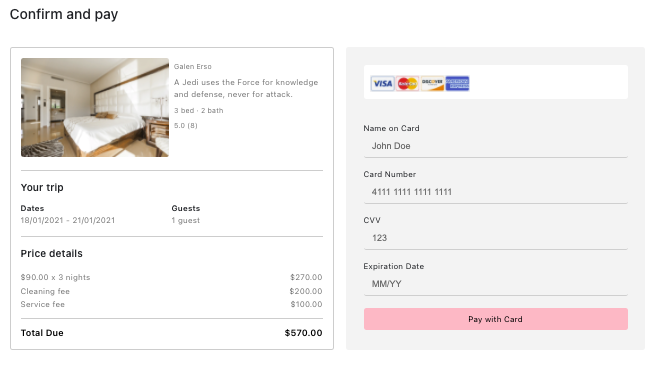 Confirm and pay
Galen Erso
A Jedi uses the Force for knowledge
and defense, never for attack.
3 bed · 2 bath
5.0 (8)
Your trip
Dates
Guests
18/01/2021 - 21/01/2021
1 guest
Price details
$90.00 x 3 nights
$270.00
Cleaning fee
$200.00
Service fee
$100.00
Total Due
$570.00
VISA
DISCOVER
Name on Card
John Doe
Card Number
4111 1111 1111 1111
CVV
123
Expiration Date
MM/YY
Pay with Card